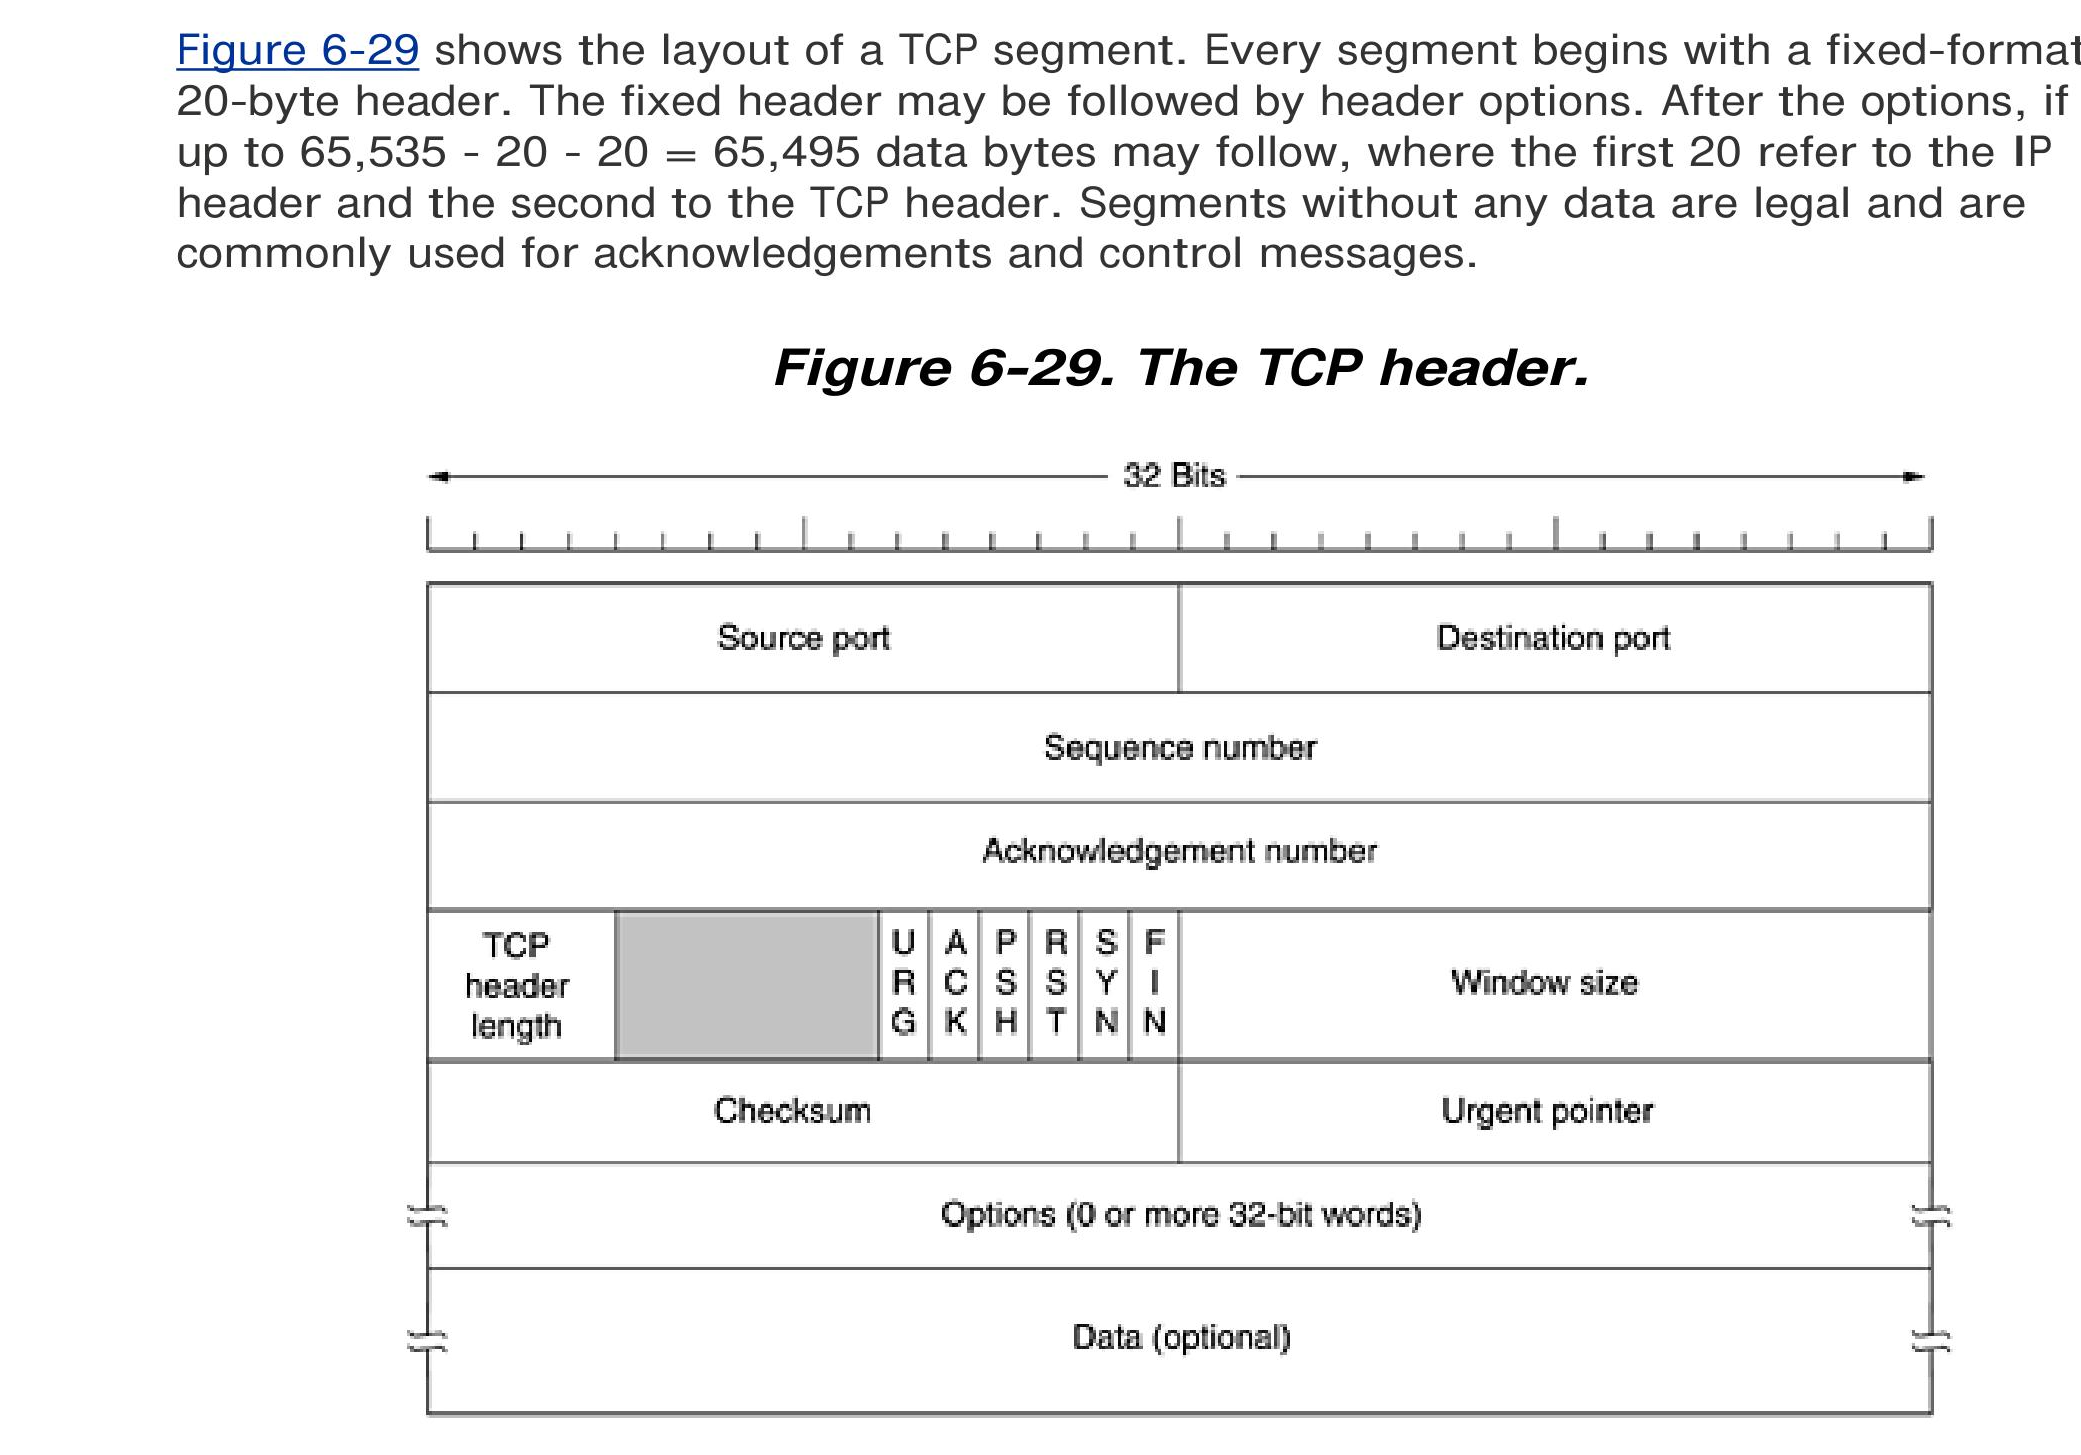 Figure 6-29 shows the layout of a TCP segment. Every segment begins with a fixed-format
20-byte header. The fixed header may be followed by header options. After the options, if
up to 65,535 - 20 - 20 = 65,495 data bytes may follow, where the first 20 refer to the IP
header and the second to the TCP header. Segments without any data are legal and are
commonly used for acknowledgements and control messages.
Figure 6-29. The TCP header.
32 Bits
Source port
Destination port
Sequence number
Acknowledgement number
TCP
header
length
URG
ACK
PSH
RST
SYN
FIN
Window size
Checksum
Urgent pointer
Options (0 or more 32-bit words)
Data (optional)